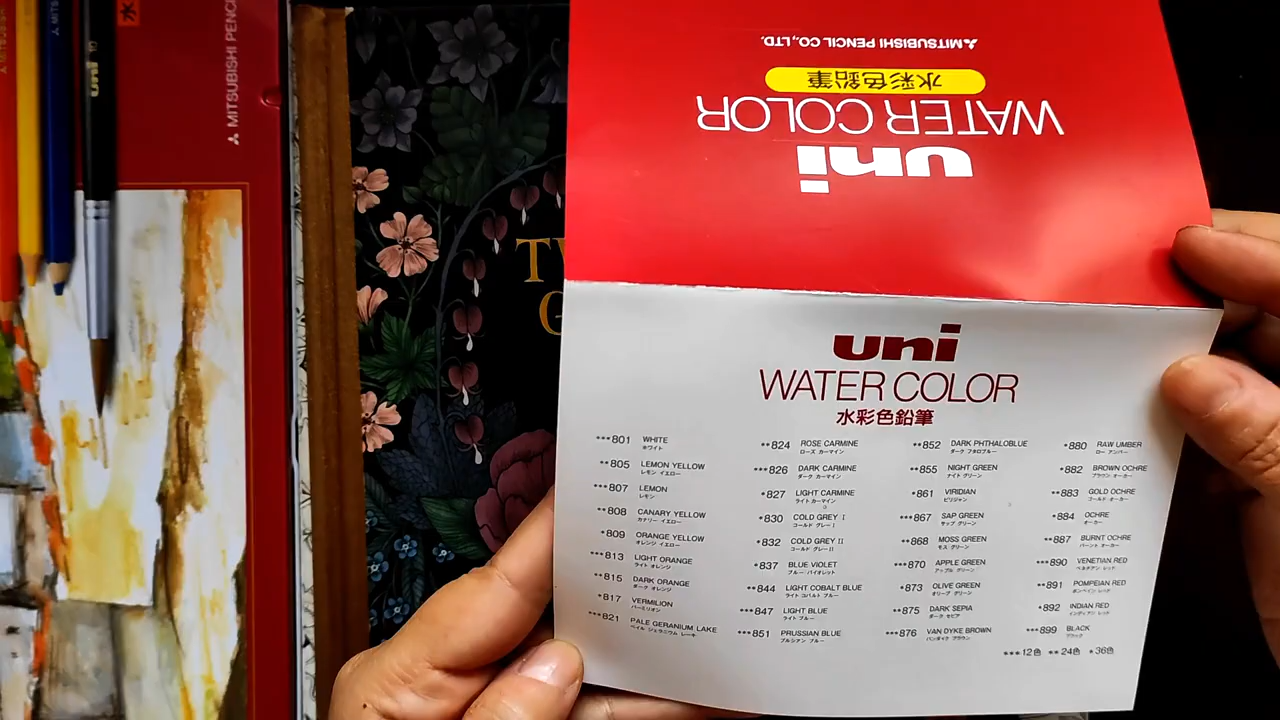 MITSUBISHI PENCIL CO., LTD.
水彩色鉛筆
WATER COLOR
uni
MITSUBISHI PENC
uni
uni
WATER COLOR
水彩色鉛筆
***801 WHITE
ホワイト
**805 LEMON YELLOW
レモン イエロー
***807 LEMON
レモン
**808 CANARY YELLOW
カナリー イエロー
*809 ORANGE YELLOW
オレンジ イエロー
***813 LIGHT ORANGE
ライト オレンジ
**815 DARK ORANGE
ダーク オレンジ
*817 VERMILION
バーミリオン
***821 PALE GERANIUM LAKE
ペイル ジェラニウム レーキ
**824 ROSE CARMINE
ローズ カーマイン
***826 DARK CARMINE
ダーク カーマイン
*827 LIGHT CARMINE
ライト カーマイン
*830 COLD GREY I
コールド グレー I
*832 COLD GREY II
コールド グレー II
*837 BLUE VIOLET
ブルー バイオレット
**844 LIGHT COBALT BLUE
ライト コバルト ブルー
***847 LIGHT BLUE
ライト ブルー
***851 PRUSSIAN BLUE
プルシアン ブルー
**852 DARK PHTHALOBLUE
ダーク フタロブルー
*855 NIGHT GREEN
ナイト グリーン
*861 VIRIDIAN
ビリジャン
***867 SAP GREEN
サップ グリーン
**868 MOSS GREEN
モス グリーン
***870 APPLE GREEN
アップル グリーン
*873 OLIVE GREEN
オリーブ グリーン
**875 DARK SEPIA
ダーク セピア
***876 VAN DYKE BROWN
バンダイク ブラウン
*880 RAW UMBER
ロー アンバー
*882 BROWN OCHRE
ブラウン オーカー
**883 GOLD OCHRE
ゴールド オーカー
*884 OCHRE
オーカー
**887 BURNT OCHRE
バーント オーカー
***890 VENETIAN RED
ベネチアン レッド
**891 POMPEIAN RED
ポンペイン レッド
*892 INDIAN RED
インディアン レッド
***899 BLACK
ブラック
***12色 **24色 *36色